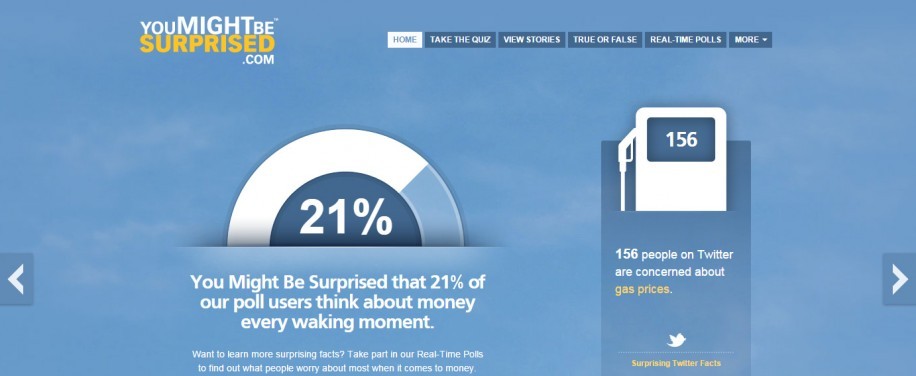 YOUMIGHTBE™
SURPRISED
.COM
HOME TAKE THE QUIZ VIEW STORIES TRUE OR FALSE REAL-TIME POLLS MORE
21%
You Might Be Surprised that 21% of
our poll users think about money
every waking moment.
Want to learn more surprising facts? Take part in our Real-Time Polls
to find out what people worry about most when it comes to money.
156
156 people on Twitter
are concerned about
gas prices.
Surprising Twitter Facts